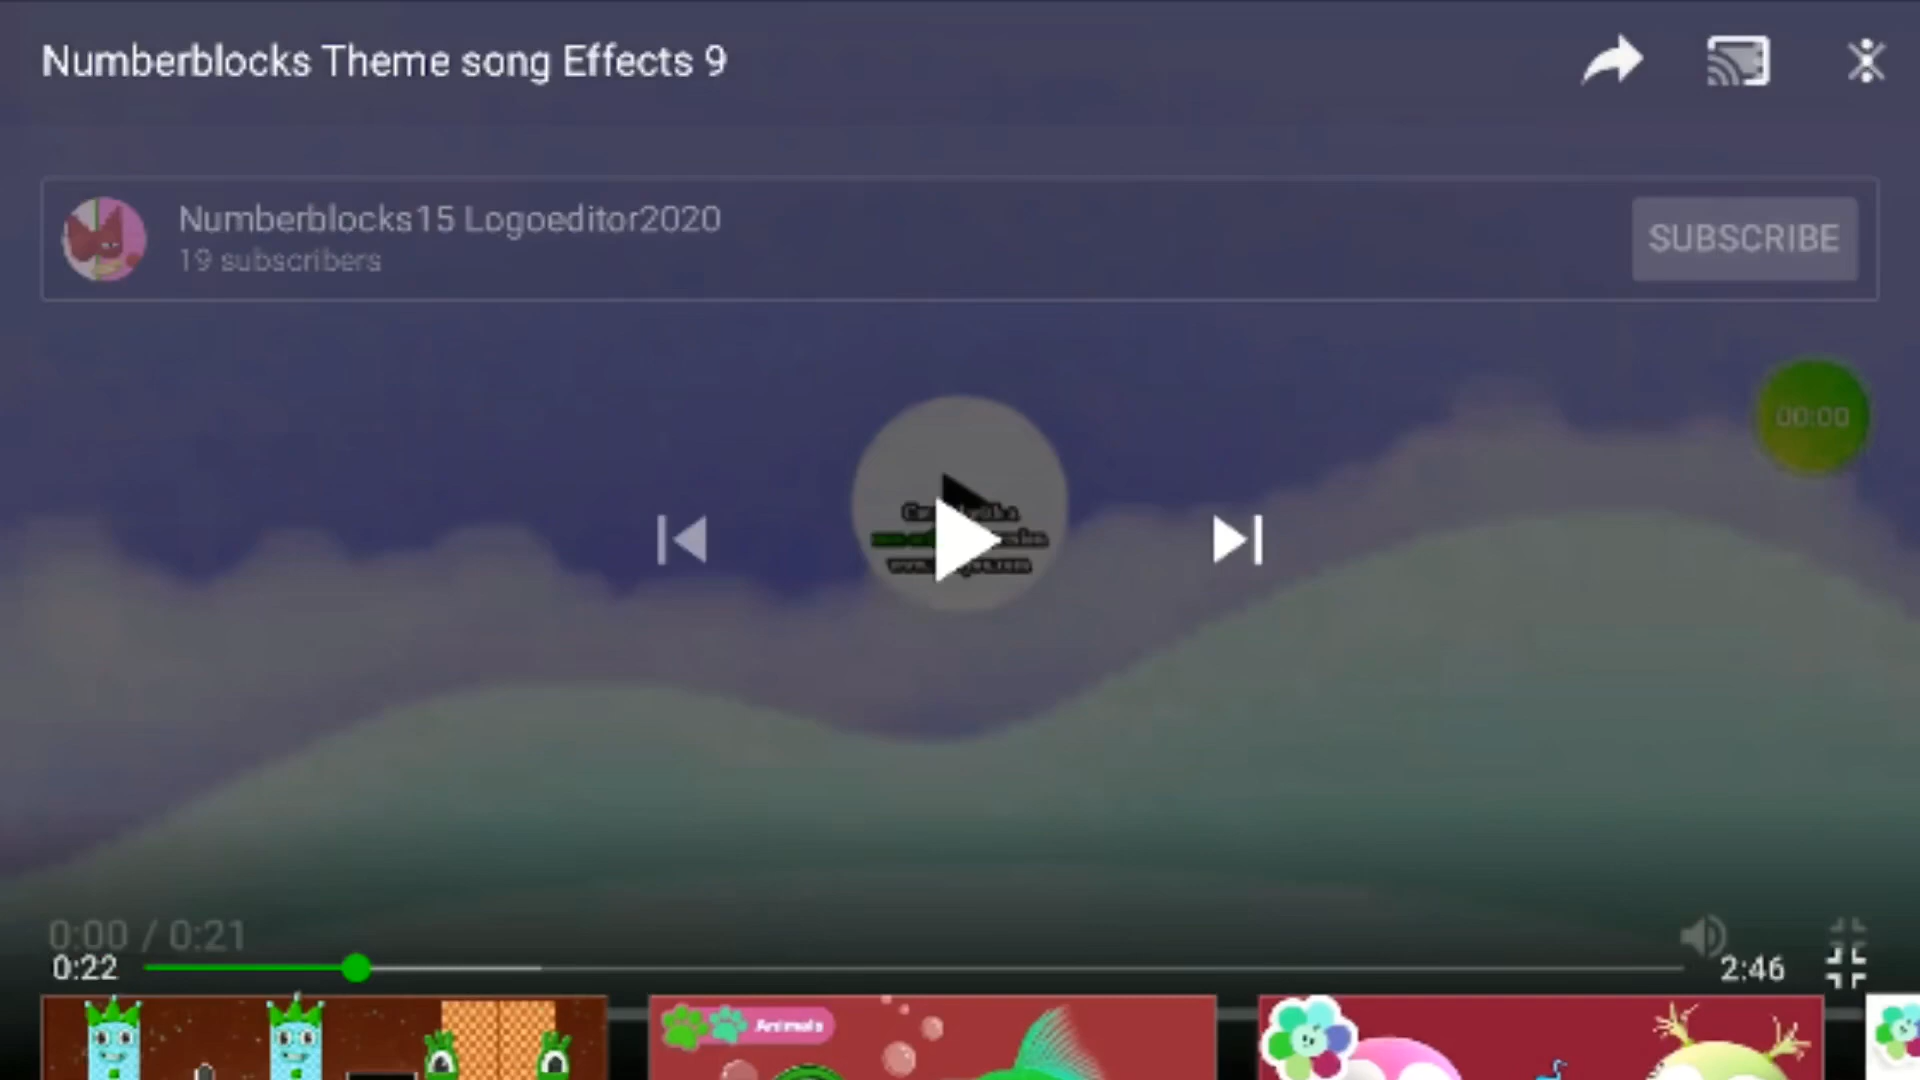 Numberblocks Theme song Effects 9
Numberblocks15 Logoeditor2020
19 subscribers
SUBSCRIBE
00:00
0:00 / 0:21
0:22
2:46
Animals